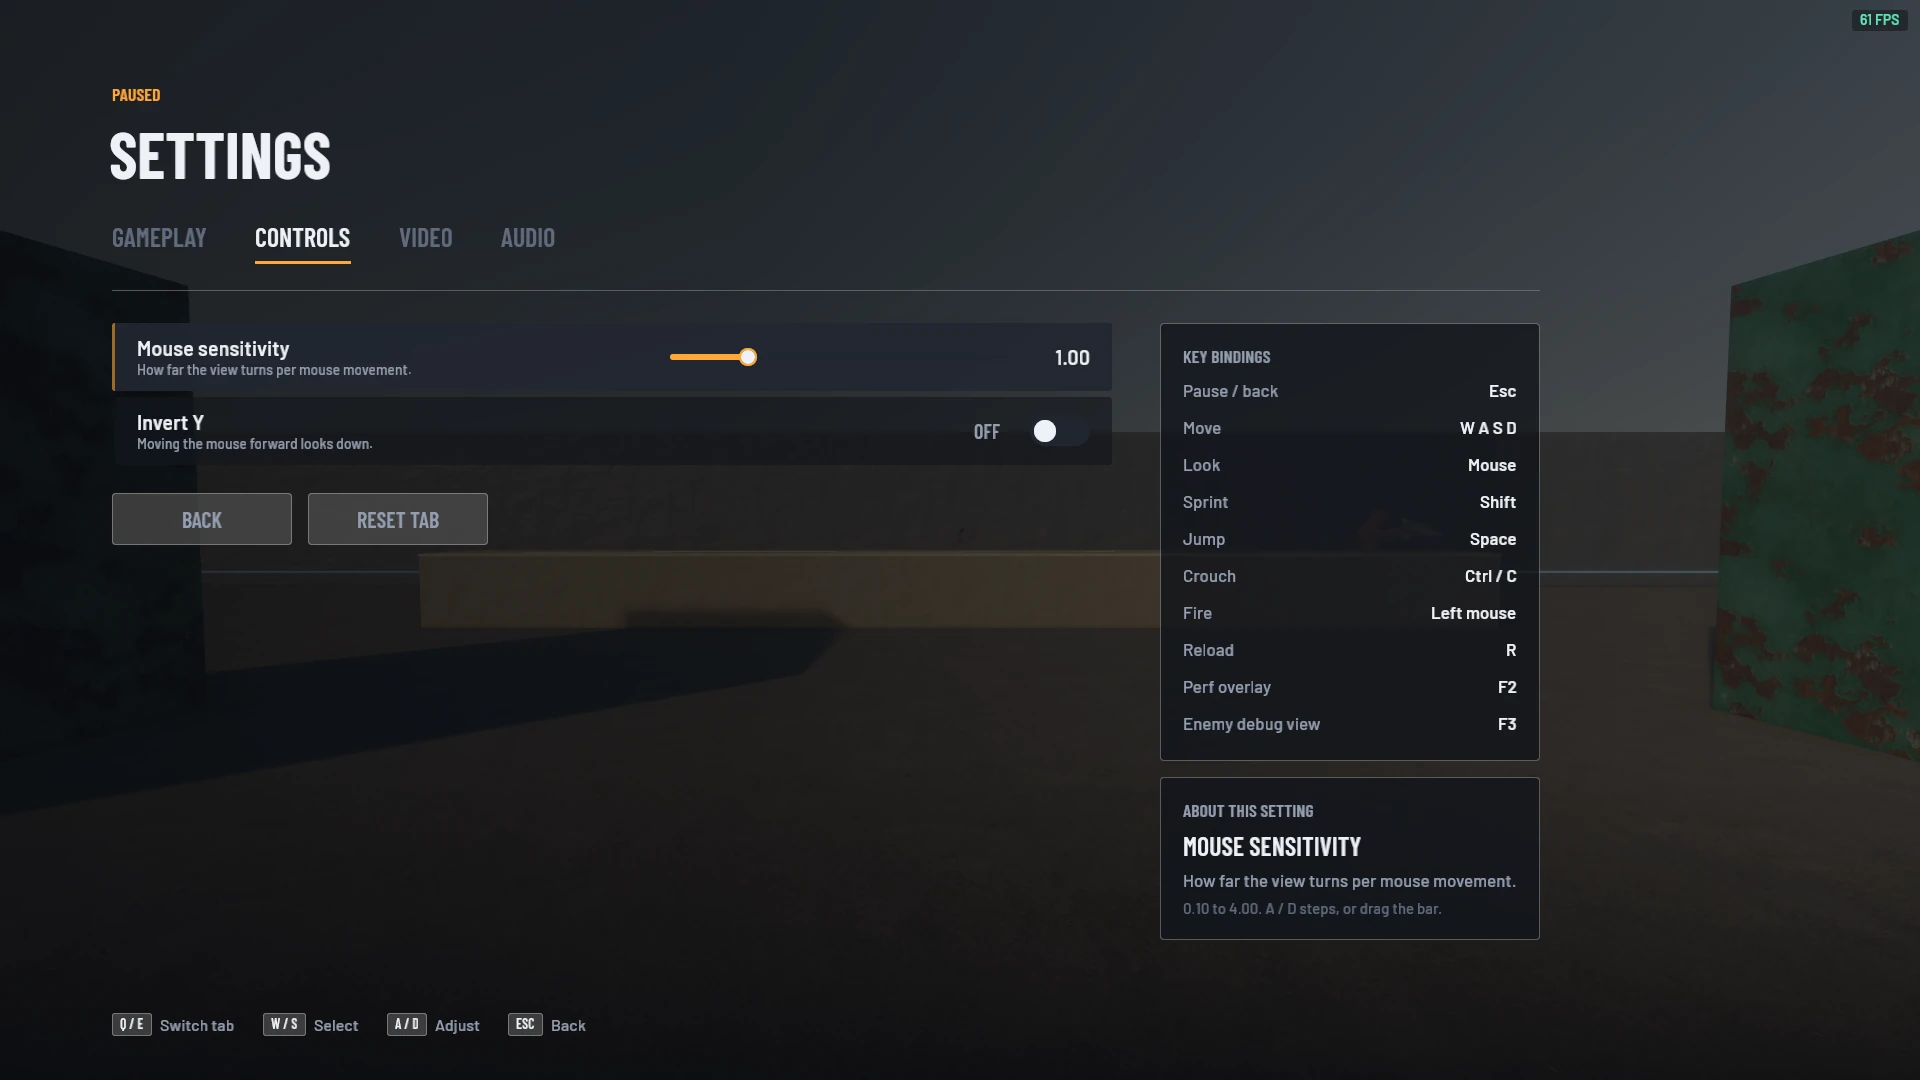 61 FPS
PAUSED
SETTINGS
GAMEPLAY CONTROLS VIDEO AUDIO
Mouse sensitivity
How far the view turns per mouse movement.
1.00
Invert Y
Moving the mouse forward looks down.
OFF
BACK RESET TAB
KEY BINDINGS
Pause / back Esc
Move W A S D
Look Mouse
Sprint Shift
Jump Space
Crouch Ctrl / C
Fire Left mouse
Reload R
Perf overlay F2
Enemy debug view F3
ABOUT THIS SETTING
MOUSE SENSITIVITY
How far the view turns per mouse movement.
0.10 to 4.00. A / D steps, or drag the bar.
Q / E Switch tab W / S Select A / D Adjust ESC Back